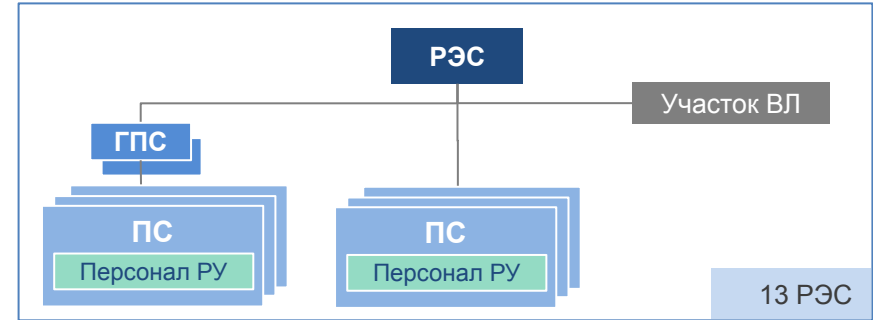 РЭС
Участок ВЛ
ГПС
ПС
Персонал РУ
ПС
Персонал РУ
13 РЭС